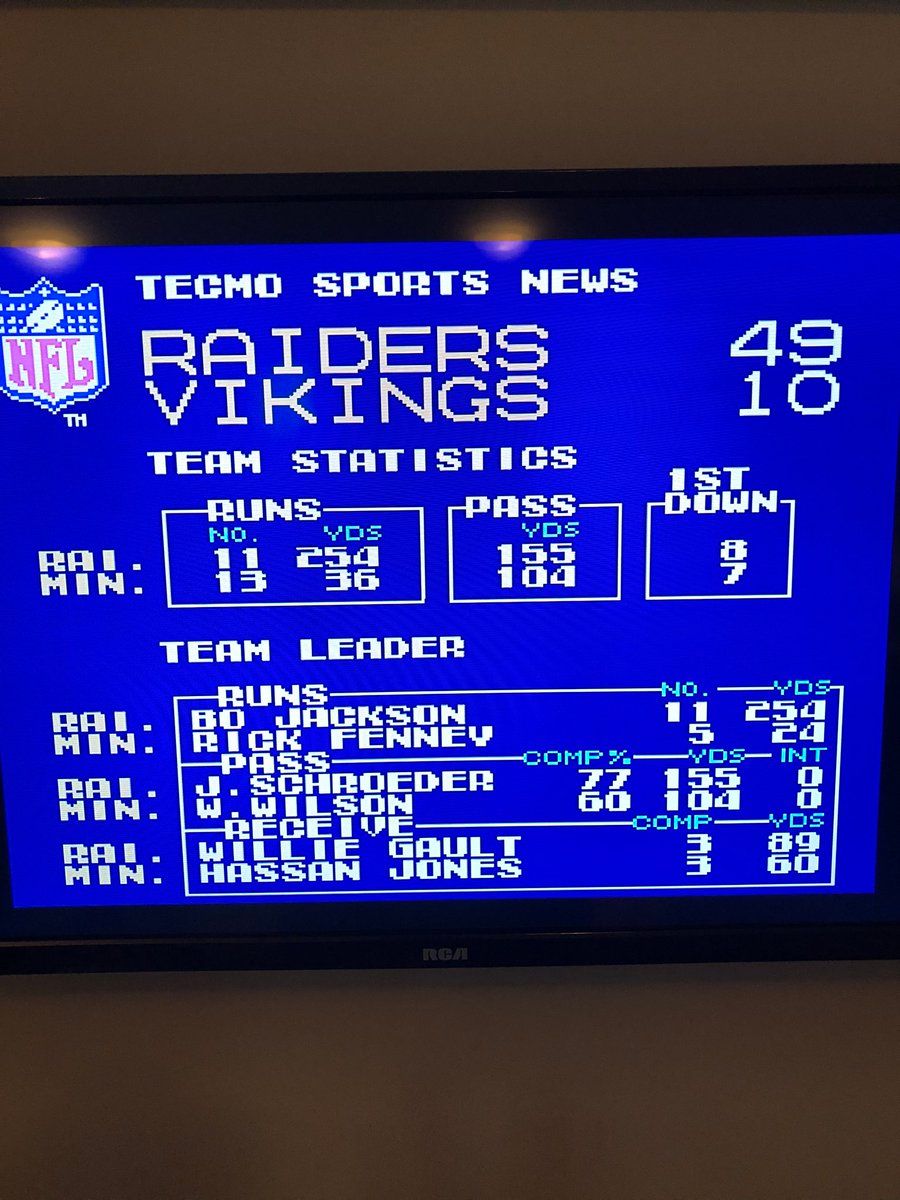 TECMO SPORTS NEWS
NFL
TM
RAIDERS 49
VIKINGS 10
TEAM STATISTICS
RUNS PASS 1ST DOWN
NO. YDS YDS
RAI. 11 254 155 8
MIN. 13 36 104 7
TEAM LEADER
RUNS NO. YDS
RAI. BO JACKSON 11 254
MIN. RICK FENNEY 5 24
PASS COMP% YDS INT
RAI. J.SCHROEDER 77 155 0
MIN. W.WILSON 60 104 0
RECEIVE COMP YDS
RAI. WILLIE GAULT 3 89
MIN. HASSAN JONES 3 60
RCA